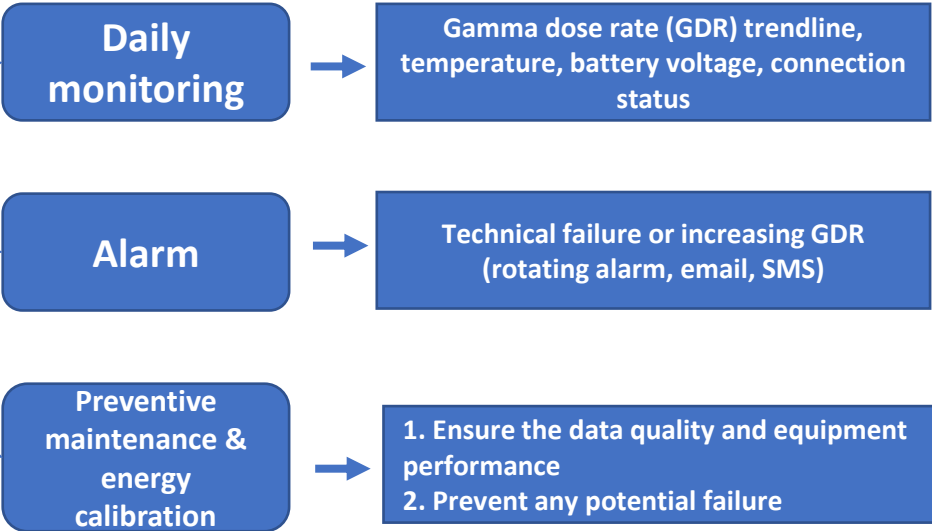 Daily
monitoring
Gamma dose rate (GDR) trendline,
temperature, battery voltage, connection
status
Alarm
Technical failure or increasing GDR
(rotating alarm, email, SMS)
Preventive
maintenance &
energy
calibration
1. Ensure the data quality and equipment
performance
2. Prevent any potential failure